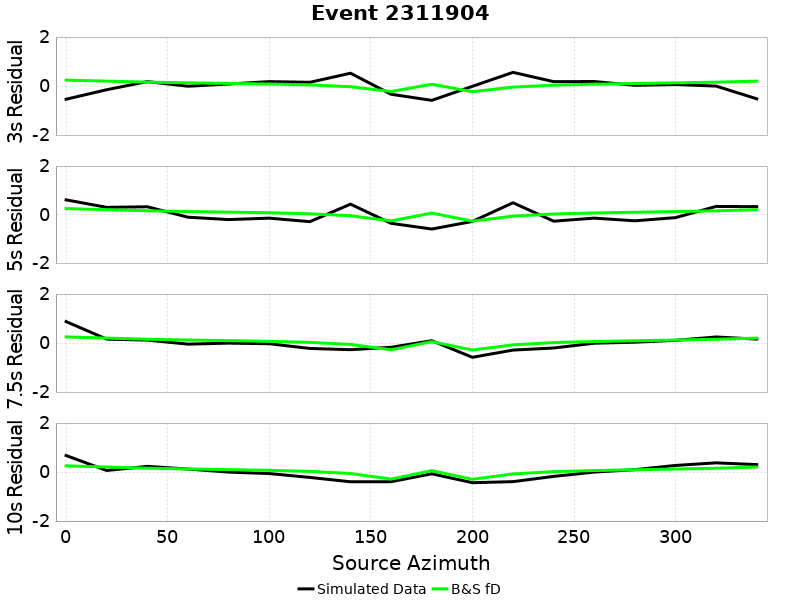 Event 2311904
3s Residual
2
0
-2
5s Residual
2
0
-2
7.5s Residual
2
0
-2
10s Residual
2
0
-2
0 50 100 150 200 250 300
Source Azimuth
Simulated Data B&S fD